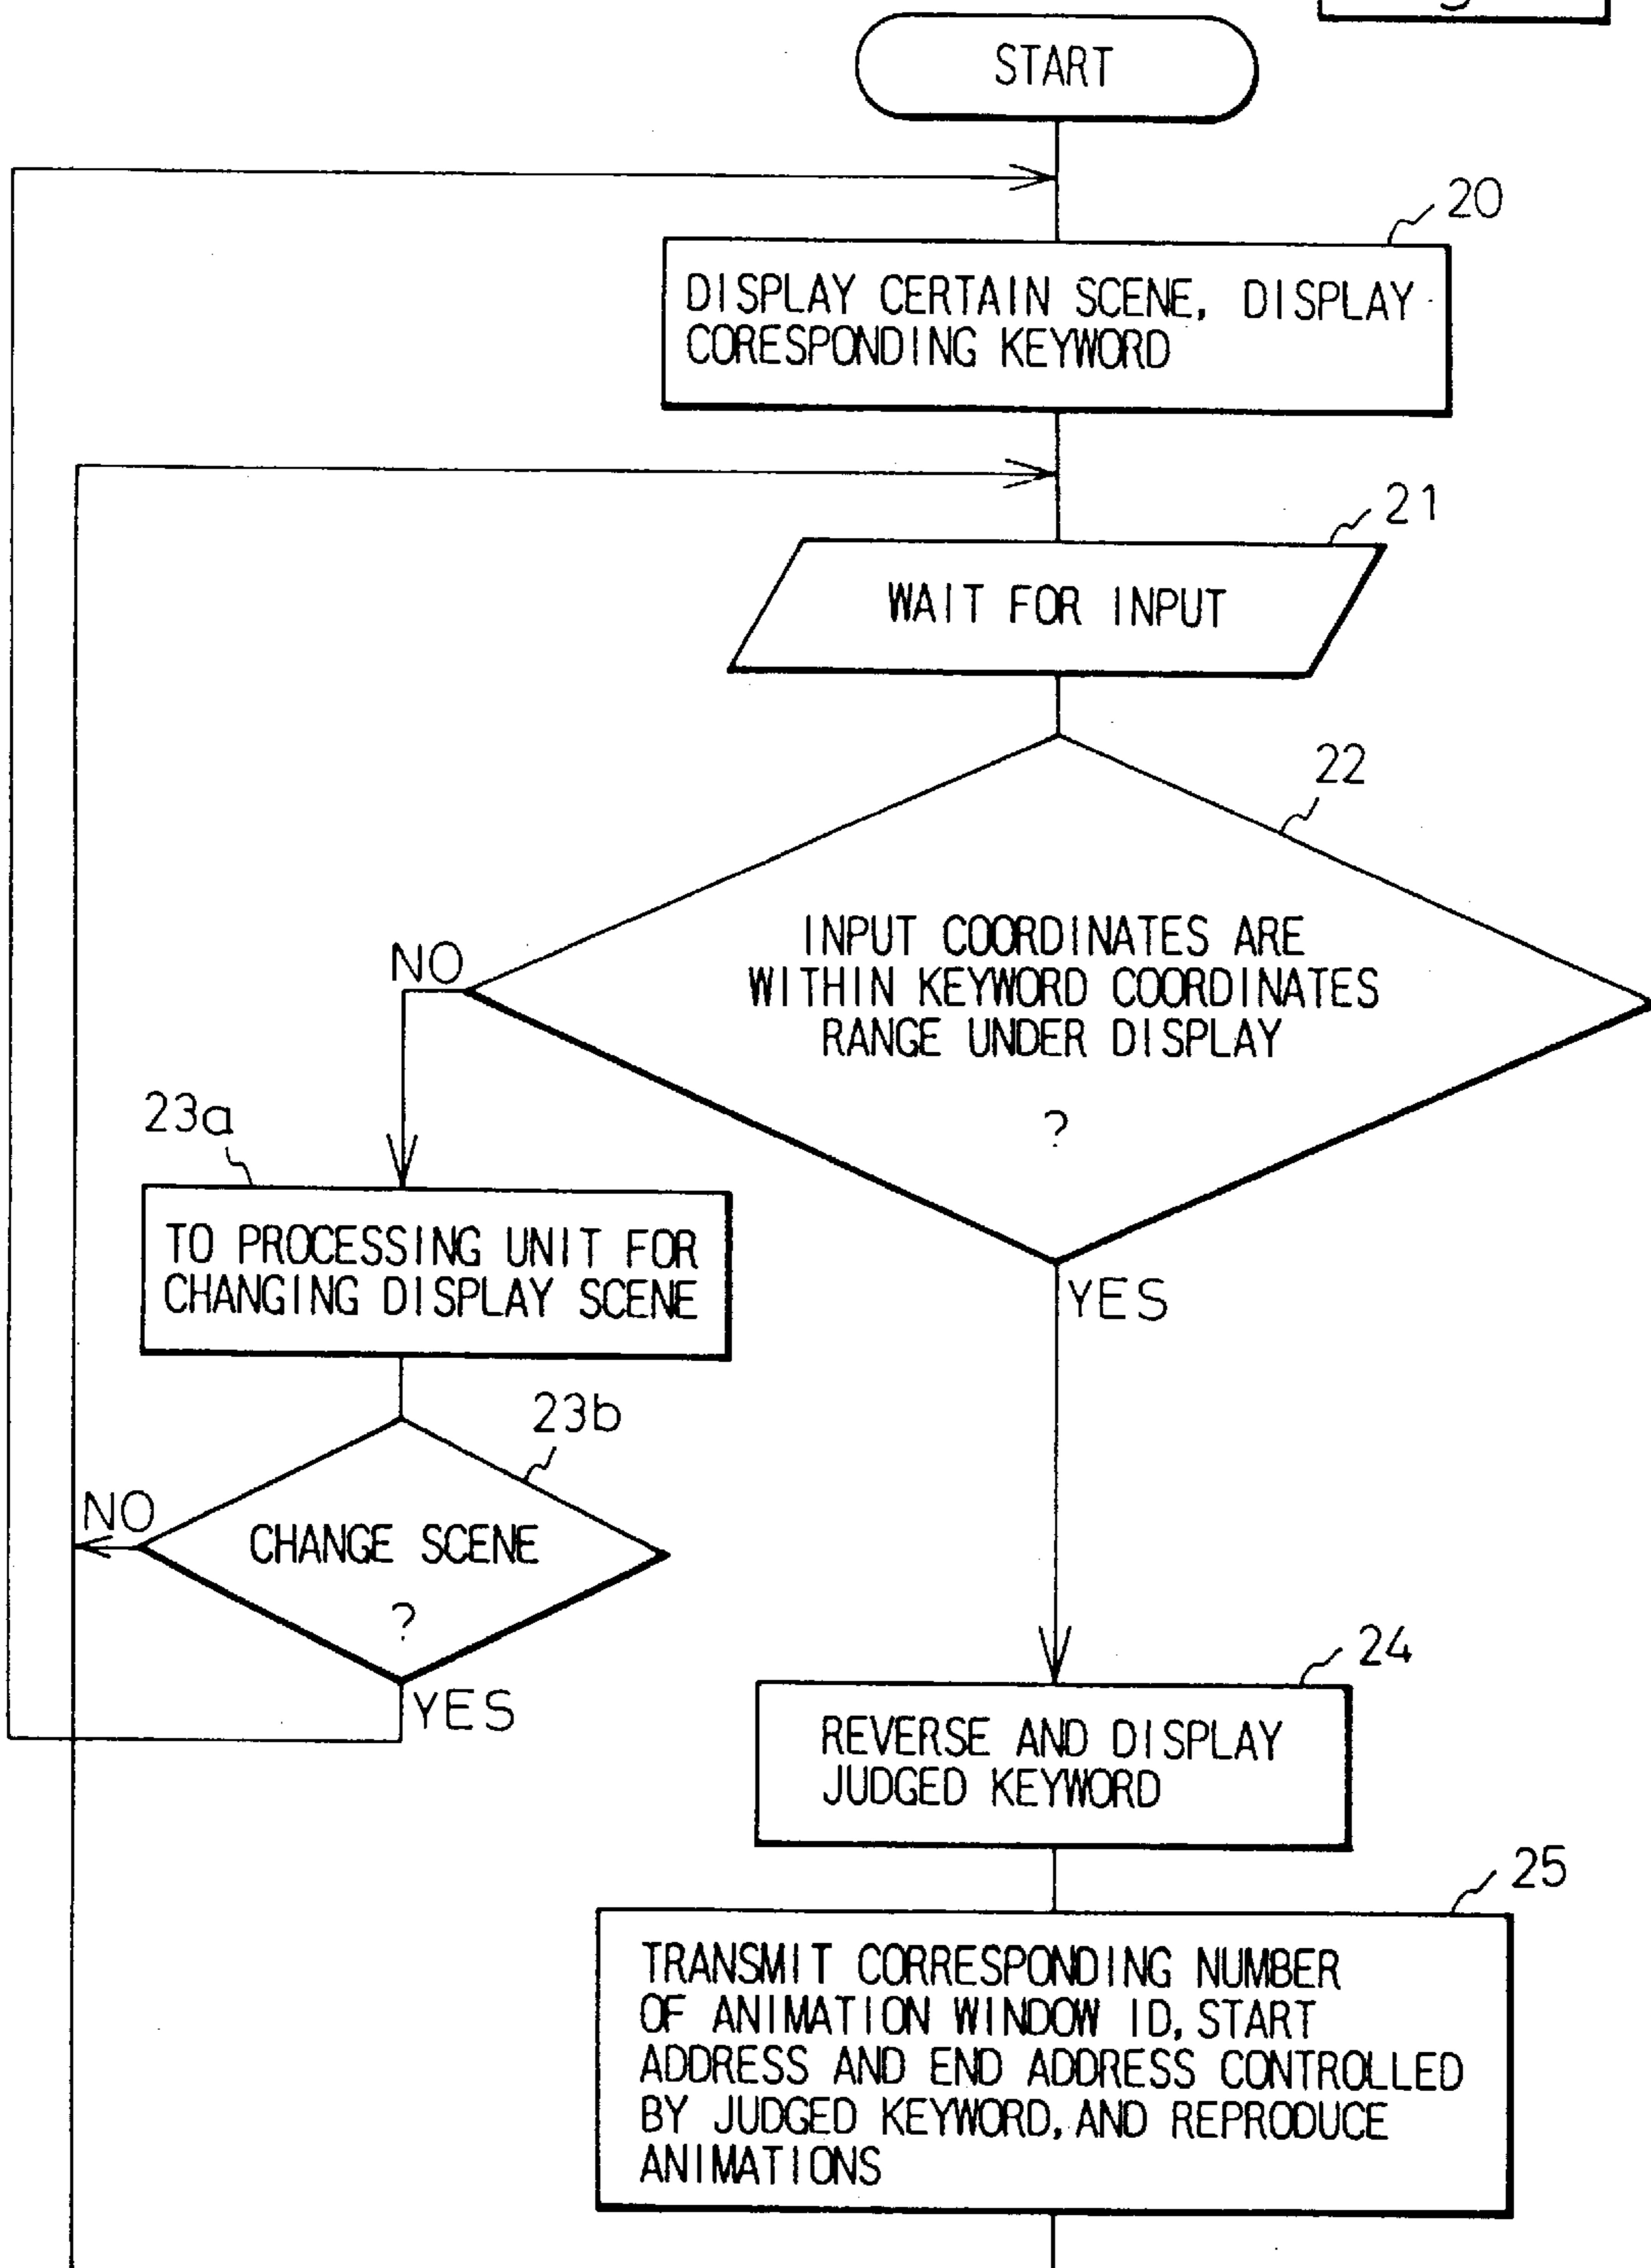 START
20
DISPLAY CERTAIN SCENE, DISPLAY
CORESPONDING KEYWORD
21
WAIT FOR INPUT
22
INPUT COORDINATES ARE
WITHIN KEYWORD COORDINATES
RANGE UNDER DISPLAY
?
NO
YES
23a
TO PROCESSING UNIT FOR
CHANGING DISPLAY SCENE
23b
CHANGE SCENE
?
NO
YES
24
REVERSE AND DISPLAY
JUDGED KEYWORD
25
TRANSMIT CORRESPONDING NUMBER
OF ANIMATION WINDOW ID, START
ADDRESS AND END ADDRESS CONTROLLED
BY JUDGED KEYWORD, AND REPRODUCE
ANIMATIONS